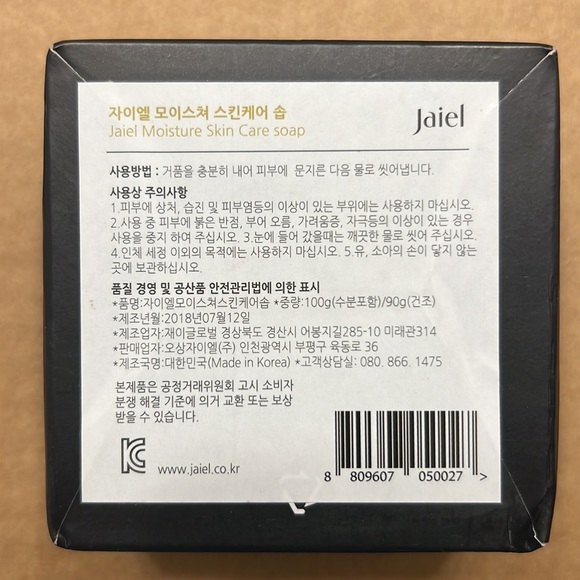 자이엘 모이스쳐 스킨케어 솝
Jaiel Moisture Skin Care soap
Jaiel
사용방법 : 거품을 충분히 내어 피부에 문지른 다음 물로 씻어냅니다.
사용상 주의사항
1.피부에 상처, 습진 및 피부염등의 이상이 있는 부위에는 사용하지 마십시오.
2.사용 중 피부에 붉은 반점, 부어 오름, 가려움증, 자극등의 이상이 있는 경우
사용을 중지 하여 주십시오. 3.눈에 들어 갔을때는 깨끗한 물로 씻어 주십시오.
4.인체 세정 이외의 목적에는 사용하지 마십시오. 5.유, 소아의 손이 닿지 않는
곳에 보관하십시오.
품질 경영 및 공산품 안전관리법에 의한 표시
*품명:자이엘모이스쳐스킨케어솝 *중량:100g(수분포함)/90g(건조)
*제조년월:2018년07월12일
*제조업자:재이글로벌 경상북도 경산시 어봉지길285-10 미래관314
*판매업자:오상자이엘(주) 인천광역시 부평구 육동로 36
*제조국명:대한민국(Made in Korea) *고객상담실: 080. 866. 1475
본제품은 공정거래위원회 고시 소비자
분쟁 해결 기준에 의거 교환 또는 보상
받을 수 있습니다.
www.jaiel.co.kr
8 809607 050027 >